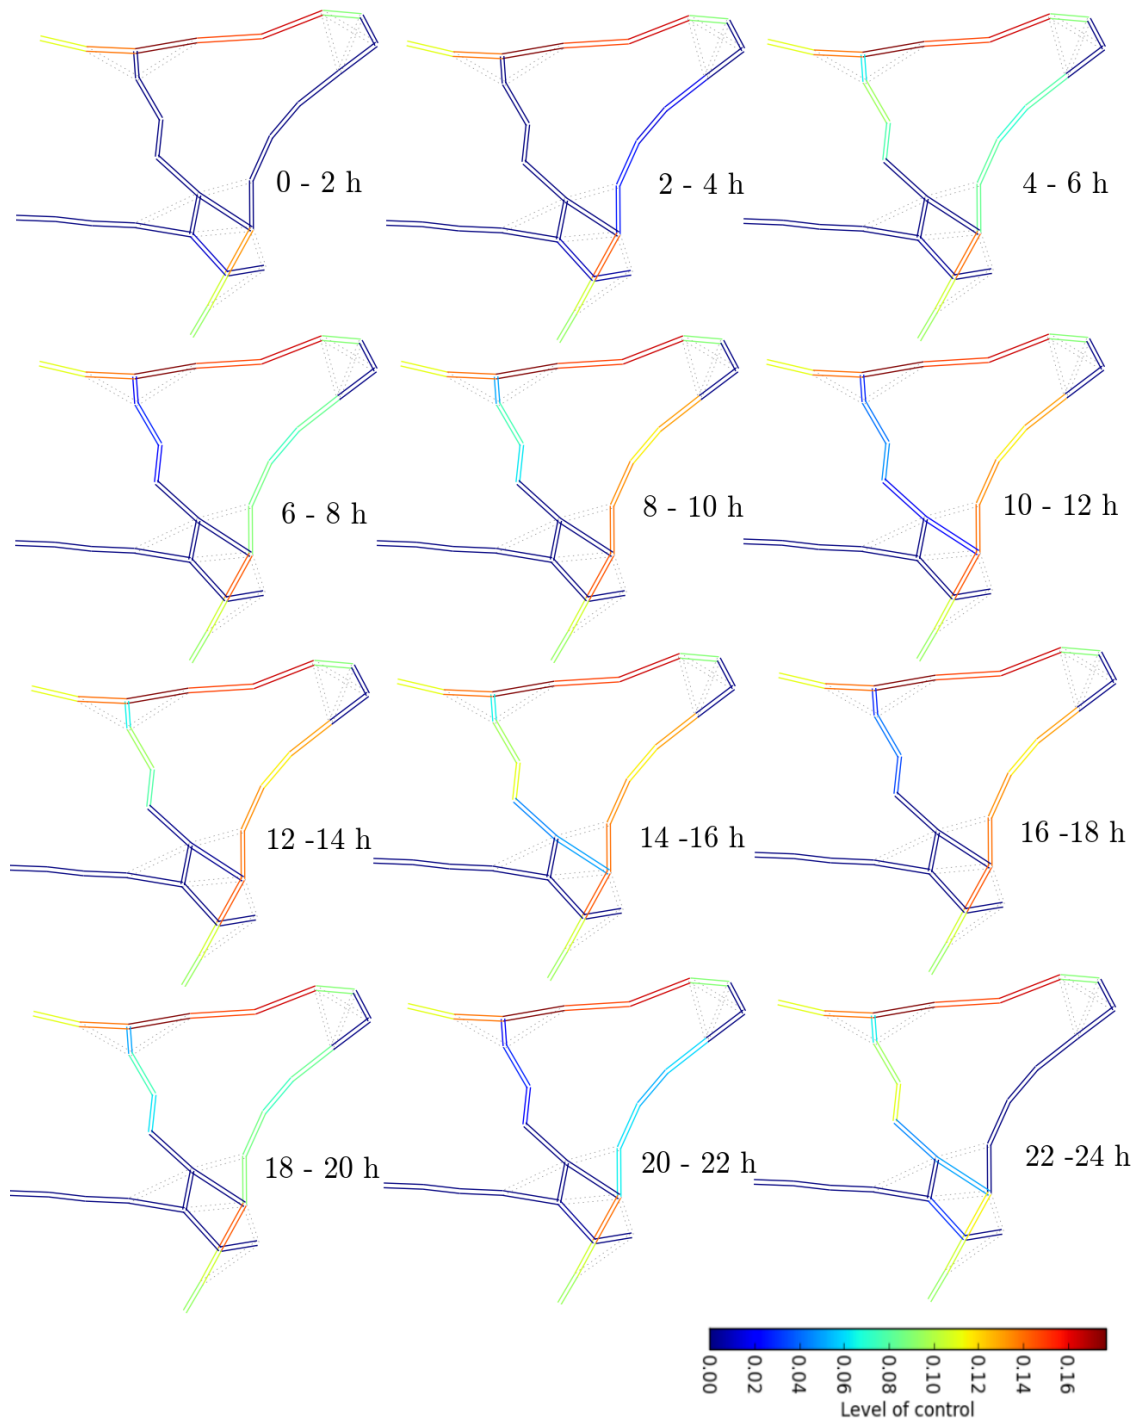 0 - 2 h
2 - 4 h
4 - 6 h
6 - 8 h
8 - 10 h
10 - 12 h
12 -14 h
14 -16 h
16 -18 h
18 - 20 h
20 - 22 h
22 -24 h
0.00
0.02
0.04
0.06
0.08
0.10
0.12
0.14
0.16
Level of control